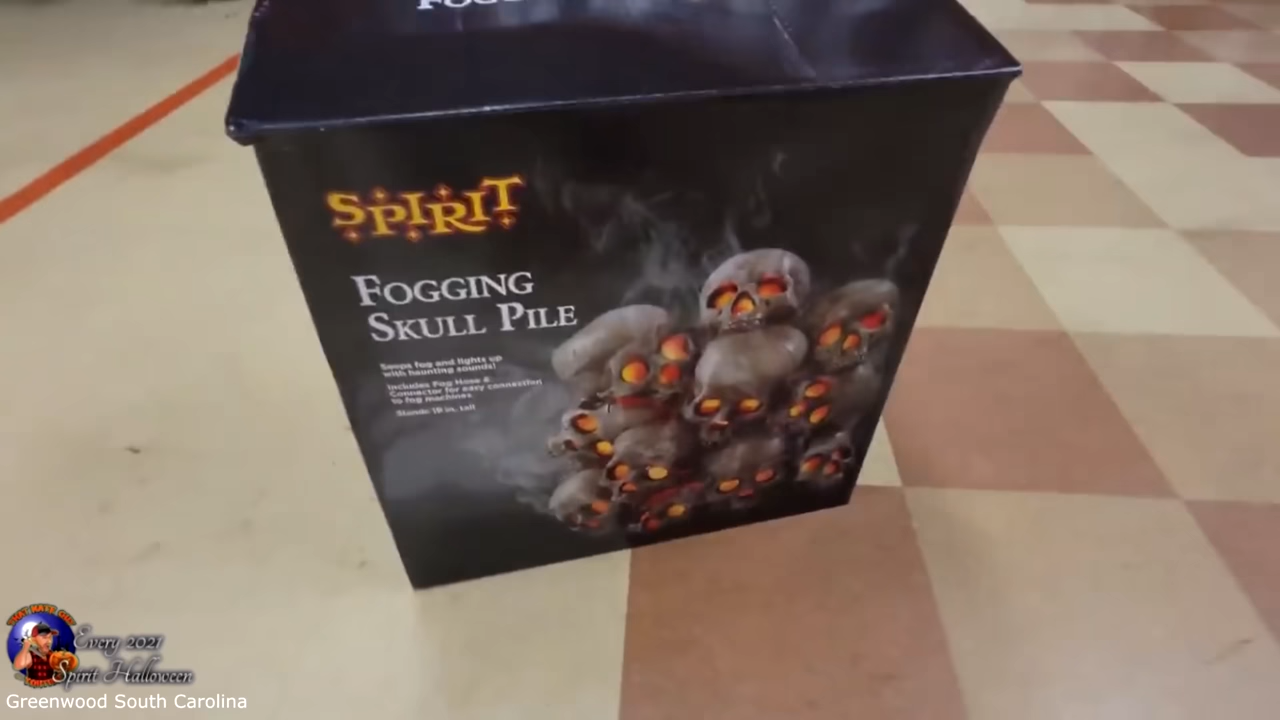 SPIRIT
FOGGING
SKULL PILE
Seeps fog and lights up
with haunting sounds!
Includes Fog Hose &
Connector for easy connection
to fog machines.
Stands: 18 in. tall
Every 2021
Spirit Halloween
Greenwood South Carolina